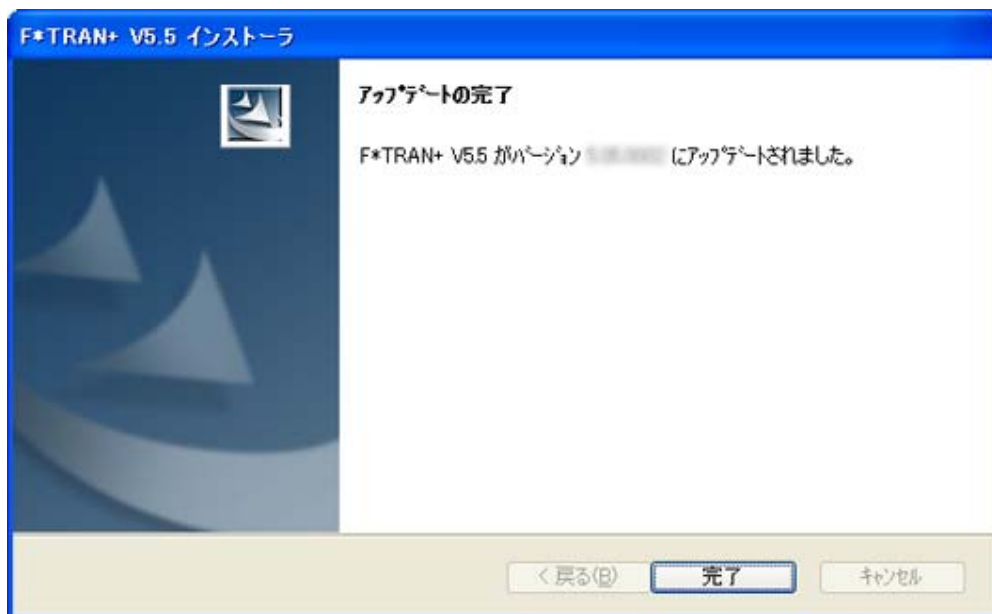 F*TRAN+ V5.5 インストーラ
アップデートの完了
F*TRAN+ V5.5 がバージョン にアップデートされました。
< 戻る(B)
完了
キャンセル